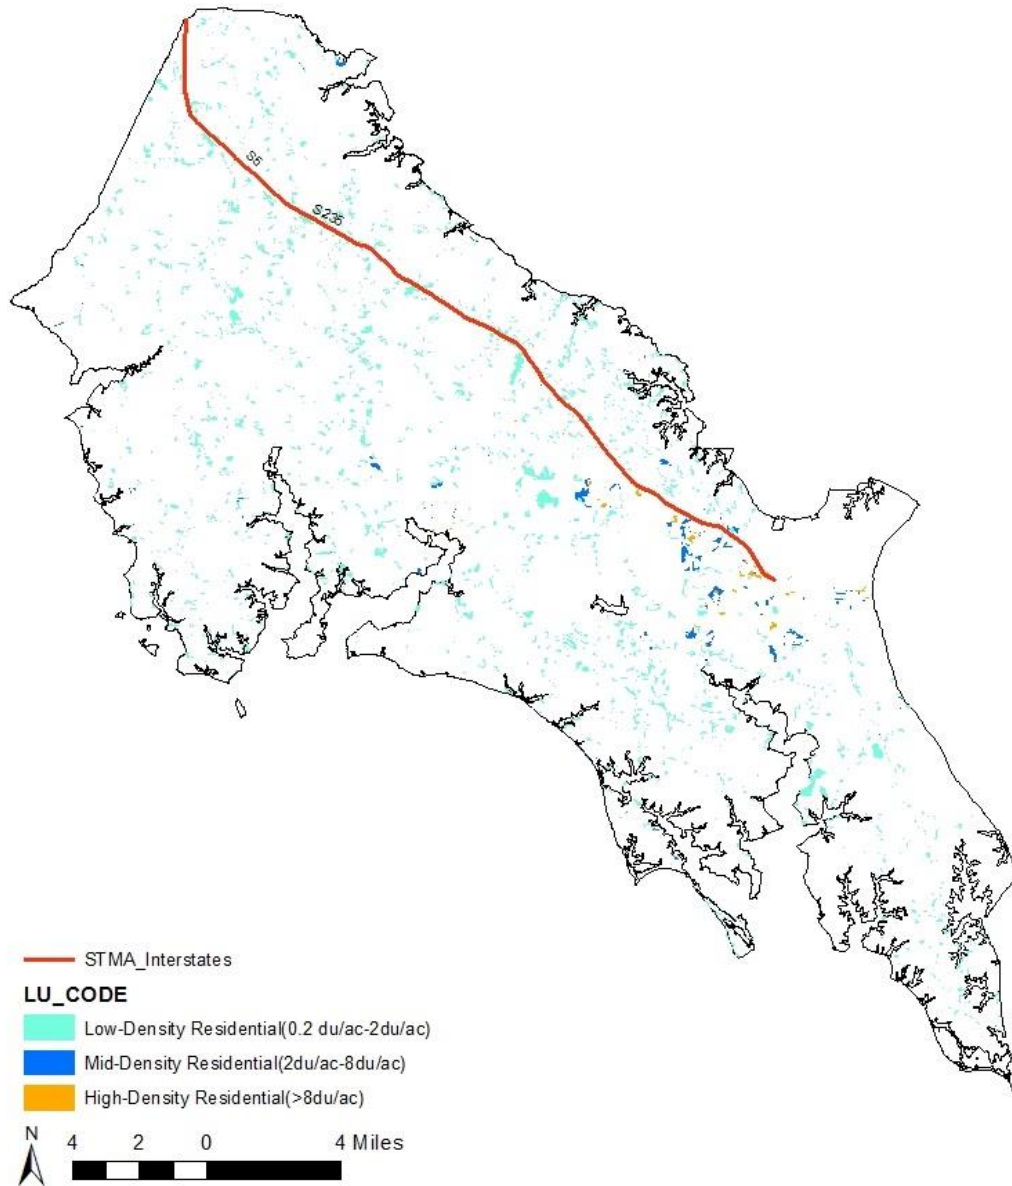 S5
S235
STMA_Interstates
LU_CODE
Low-Density Residential(0.2 du/ac-2du/ac)
Mid-Density Residential(2du/ac-8du/ac)
High-Density Residential(>8du/ac)
N
4 2 0 4 Miles